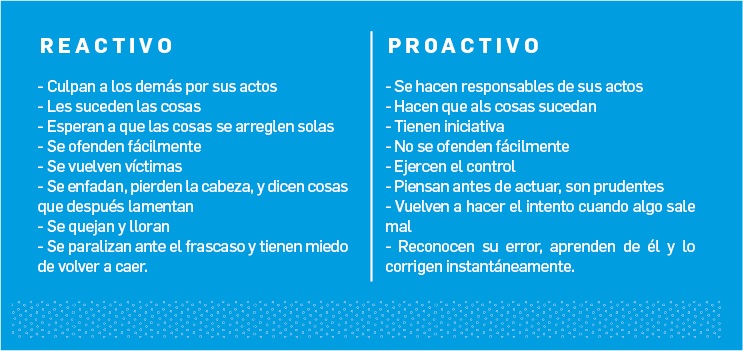 REACTIVO
- Culpan a los demás por sus actos
- Les suceden las cosas
- Esperan a que las cosas se arreglen solas
- Se ofenden fácilmente
- Se vuelven víctimas
- Se enfadan, pierden la cabeza, y dicen cosas
que después lamentan
- Se quejan y lloran
- Se paralizan ante el frascaso y tienen miedo
de volver a caer.
PROACTIVO
- Se hacen responsables de sus actos
- Hacen que als cosas sucedan
- Tienen iniciativa
- No se ofenden fácilmente
- Ejercen el control
- Piensan antes de actuar, son prudentes
- Vuelven a hacer el intento cuando algo sale
mal
- Reconocen su error, aprenden de él y lo
corrigen instantáneamente.